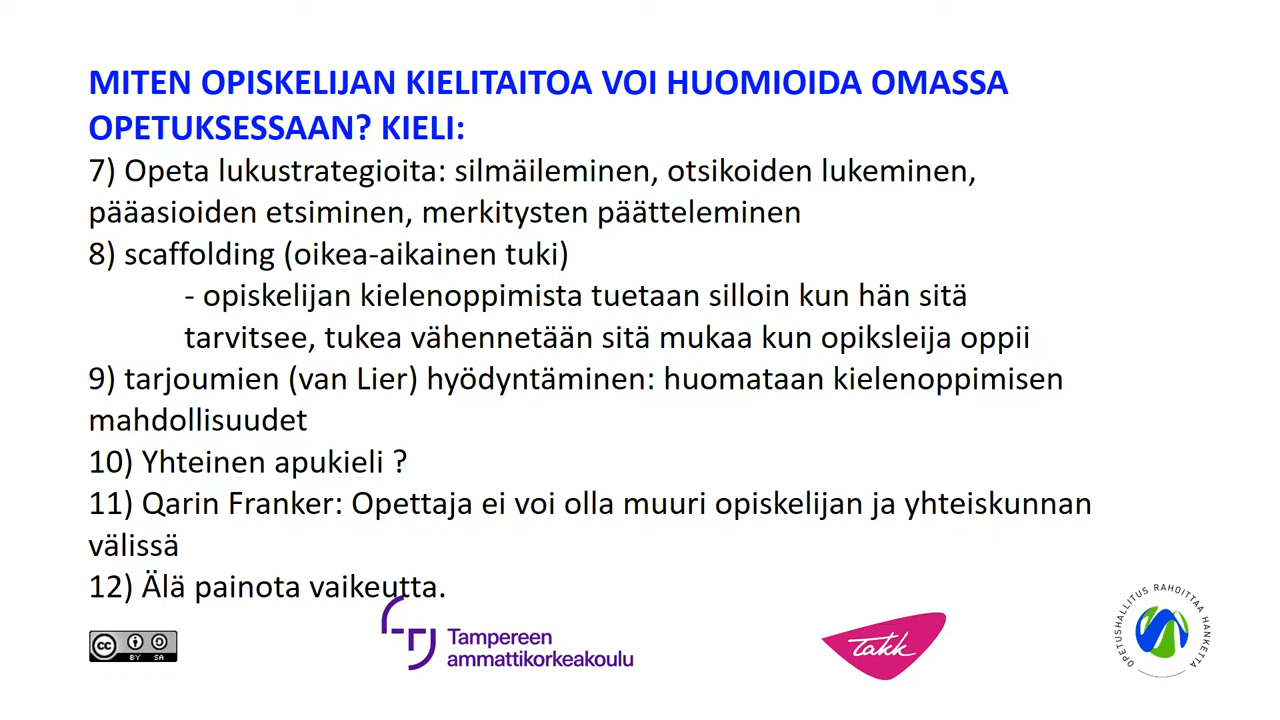 MITEN OPISKELIJAN KIELITAITOA VOI HUOMIOIDA OMASSA
OPETUKSESSAAN? KIELI:
7) Opeta lukustrategioita: silmäileminen, otsikoiden lukeminen,
pääasioiden etsiminen, merkitysten päätteleminen
8) scaffolding (oikea-aikainen tuki)
- opiskelijan kielenoppimista tuetaan silloin kun hän sitä
tarvitsee, tukea vähennetään sitä mukaa kun opiksleija oppii
9) tarjoumien (van Lier) hyödyntäminen: huomataan kielenoppimisen
mahdollisuudet
10) Yhteinen apukieli ?
11) Qarin Franker: Opettaja ei voi olla muuri opiskelijan ja yhteiskunnan
välissä
12) Älä painota vaikeutta.
cc BY SA
Tampereen
ammattikorkeakoulu
takk
OPETUSHALLITUS RAHOITTAA HANKETTA